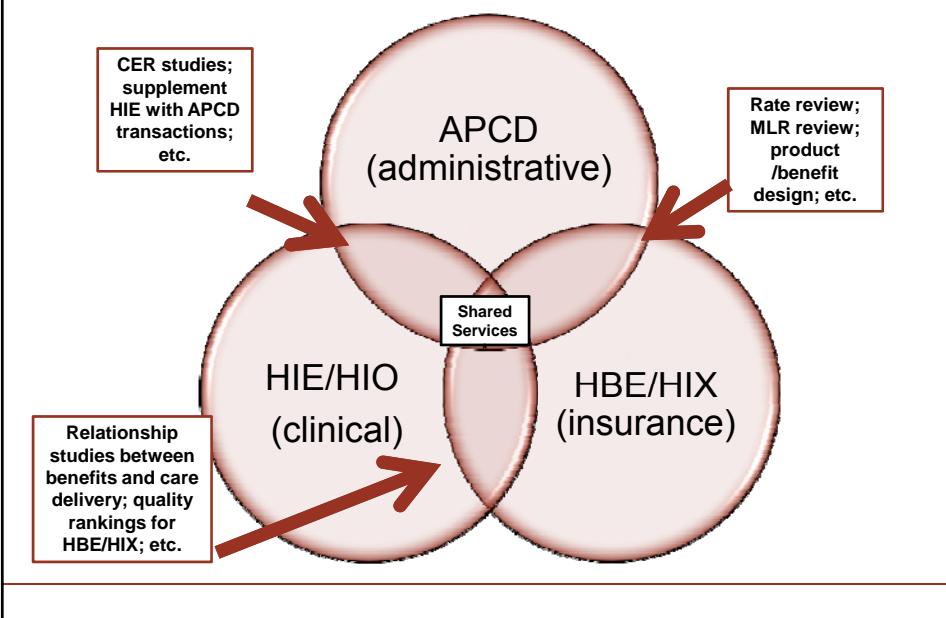 CER studies;
supplement
HIE with APCD
transactions;
etc.
APCD
(administrative)
Rate review;
MLR review;
product
/benefit
design; etc.
Shared
Services
HIE/HIO
(clinical)
HBE/HIX
(insurance)
Relationship
studies between
benefits and care
delivery; quality
rankings for
HBE/HIX; etc.